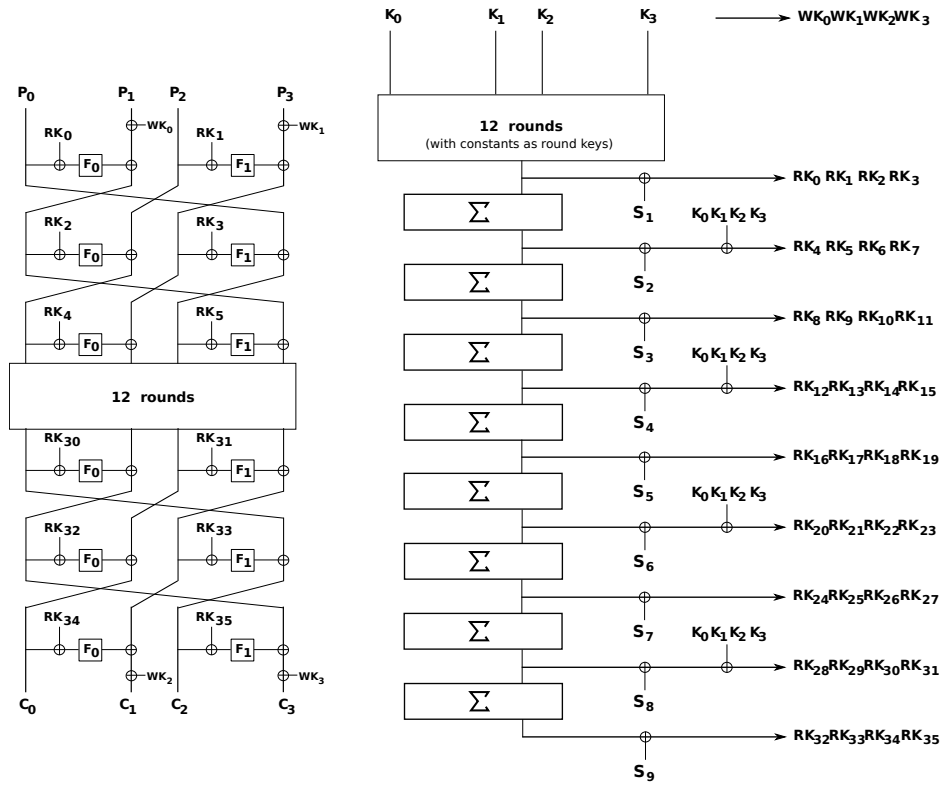 P0 P1 P2 P3
WK0 WK1
RK0 F0 RK1 F1
RK2 F0 RK3 F1
RK4 F0 RK5 F1
12 rounds
RK30 F0 RK31 F1
RK32 F0 RK33 F1
RK34 F0 RK35 F1
WK2 WK3
C0 C1 C2 C3
K0 K1 K2 K3 WK0WK1WK2WK3
12 rounds
(with constants as round keys)
RK0 RK1 RK2 RK3
Σ S1 K0K1K2K3
RK4 RK5 RK6 RK7
Σ S2
RK8 RK9 RK10RK11
Σ S3 K0K1K2K3
RK12RK13RK14RK15
Σ S4
RK16RK17RK18RK19
Σ S5 K0K1K2K3
RK20RK21RK22RK23
Σ S6
RK24RK25RK26RK27
Σ S7 K0K1K2K3
RK28RK29RK30RK31
Σ S8
RK32RK33RK34RK35
S9